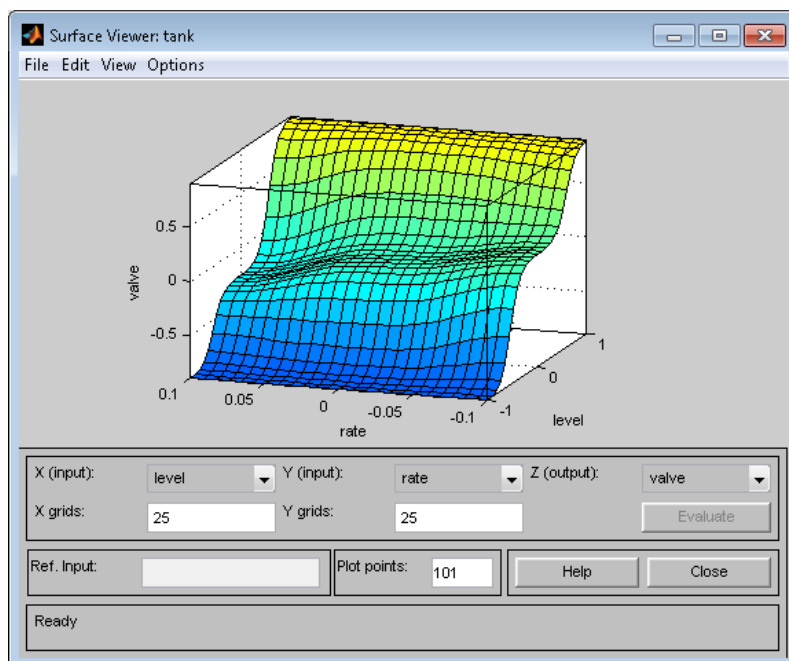 Surface Viewer: tank
File Edit View Options
0.5
0
-0.5
valve
0.1
0.05
0
-0.05
-0.1
rate
-1
0
1
level
X (input): level Y (input): rate Z (output): valve
X grids: 25 Y grids: 25 Evaluate
Ref. Input: Plot points: 101 Help Close
Ready